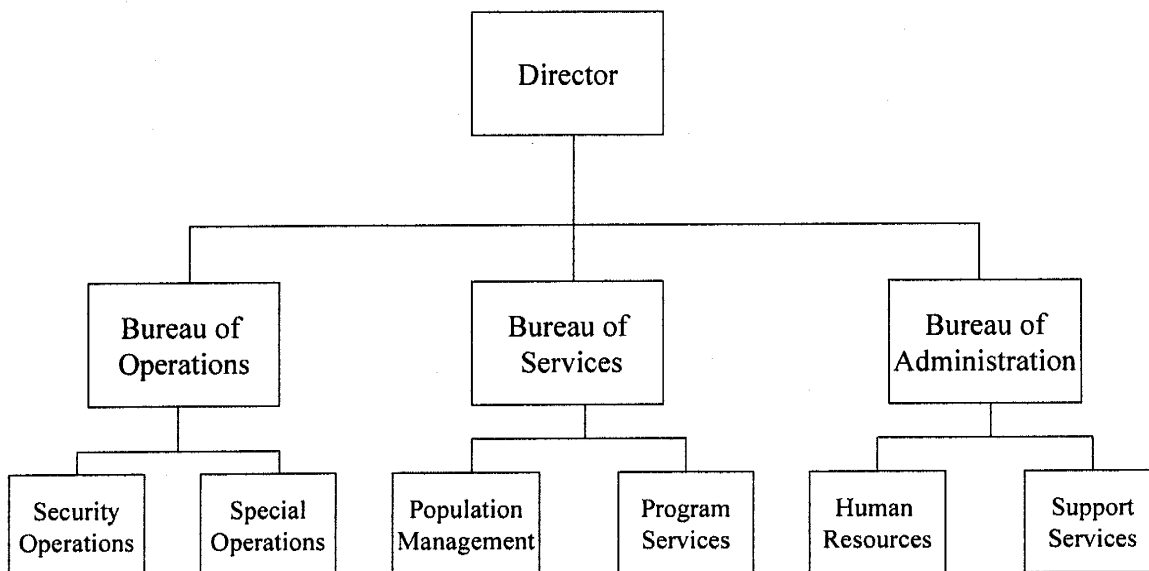 Director
Bureau of
Operations
Bureau of
Services
Bureau of
Administration
Security
Operations
Special
Operations
Population
Management
Program
Services
Human
Resources
Support
Services